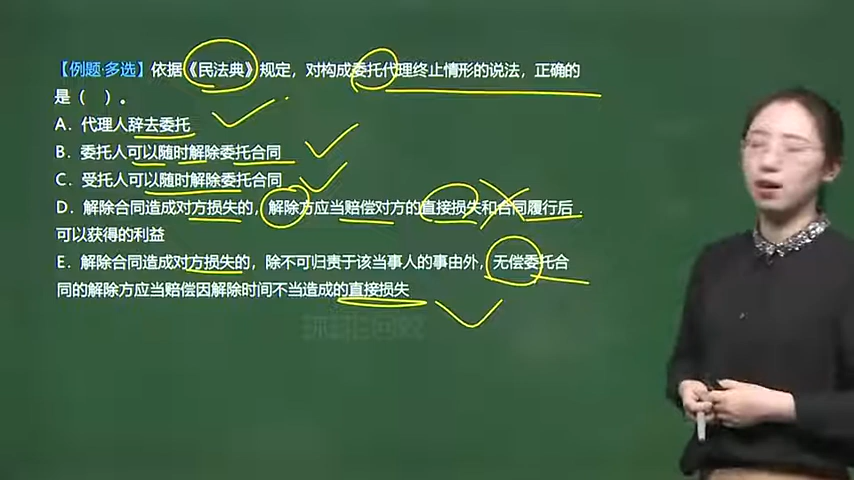 【例题·多选】依据《民法典》规定，对构成委托代理终止情形的说法，正确的
是（ ）。
A．代理人辞去委托
B．委托人可以随时解除委托合同
C．受托人可以随时解除委托合同
D．解除合同造成对方损失的，解除方应当赔偿对方的直接损失和合同履行后
可以获得的利益
E．解除合同造成对方损失的，除不可归责于该当事人的事由外，无偿委托合
同的解除方应当赔偿因解除时间不当造成的直接损失